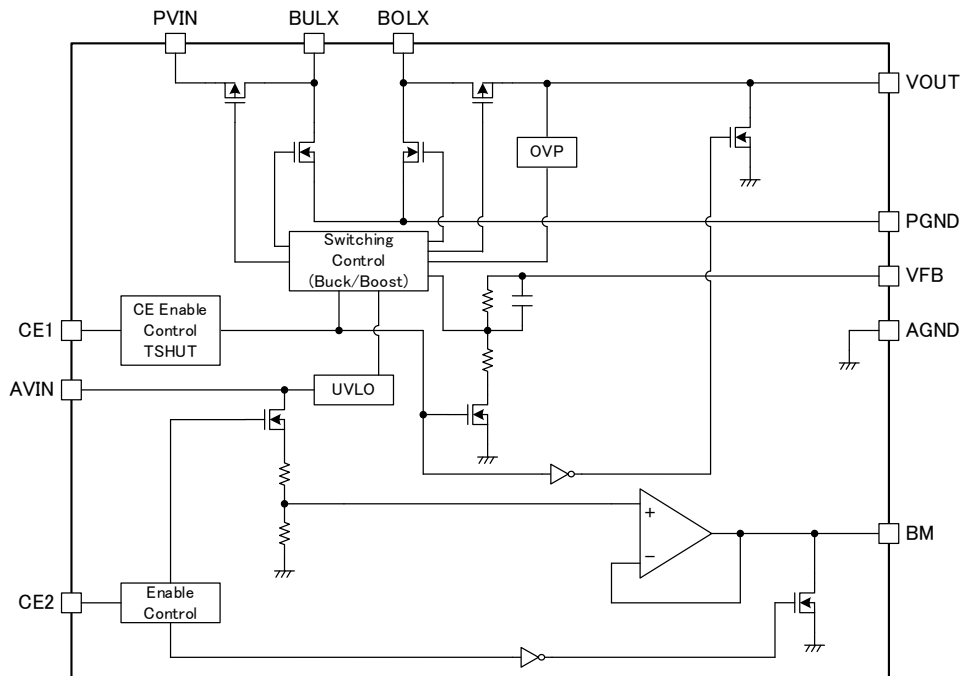 PVIN
BULX
BOLX
VOUT
OVP
PGND
Switching
Control
(Buck/Boost)
VFB
CE1
CE Enable
Control
TSHUT
AGND
AVIN
UVLO
+
−
BM
CE2
Enable
Control